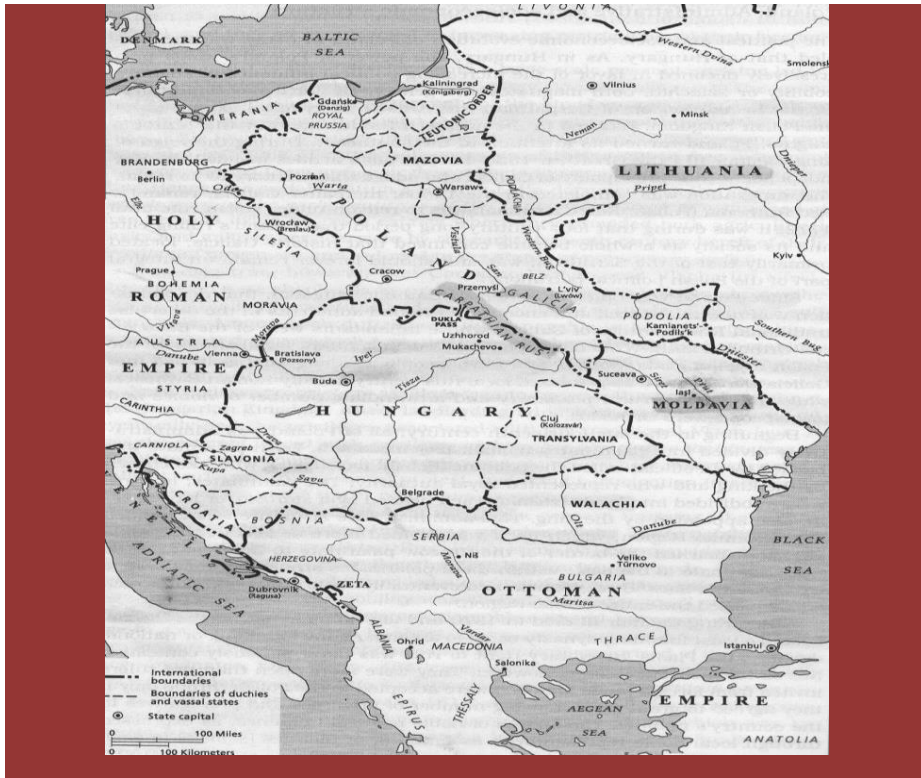 LIVONIA
DENMARK
BALTIC
SEA
Western Dvina
Smolensk
Kaliningrad
(Königsberg)
Vilnius
POMERANIA
Gdańsk
(Danzig)
ROYAL
PRUSSIA
TEUTONIC ORDER
Minsk
Neman
Dnieper
BRANDENBURG
Berlin
MAZOVIA
LITHUANIA
Oder
Poznań
Warta
Warsaw
PODLACHIA
Pripet
Elbe
HOLY
POLAND
Wrocław
(Breslau)
SILESIA
Vistula
San
Western Bug
BELZ
Kyiv
Prague
BOHEMIA
Cracow
Przemyśl
GALICIA
L'viv
(Lwów)
ROMAN
MORAVIA
CARPATHIAN RUS'
PODOLIA
Kamianets'-
Podil's'k
Southern Bug
Vltava
DUKLA
PASS
Uzhhorod
Mukachevo
AUSTRIA
Danube
Vienna
Morava
Bratislava
(Pozsony)
Ipel'
Dniester
EMPIRE
Buda
Tisza
Suceava
Siret
Prut
Iaşi
MOLDAVIA
STYRIA
CARINTHIA
HUNGARY
Cluj
(Kolozsvár)
TRANSYLVANIA
CARNIOLA
Zagreb
Drava
SLAVONIA
Kupa
Sava
VENETIA
CROATIA
Belgrade
WALACHIA
BOSNIA
Olt
Danube
SERBIA
BLACK
SEA
ADRIATIC
SEA
HERZEGOVINA
Niš
Morava
Veliko
Tŭrnovo
BULGARIA
ZETA
Dubrovnik
(Ragusa)
OTTOMAN
Maritsa
ALBANIA
Vardar
THRACE
Ohrid
MACEDONIA
Istanbul
Salonika
EPIRUS
THESSALY
AEGEAN
SEA
EMPIRE
ANATOLIA
International
boundaries
Boundaries of duchies
and vassal states
State capital
0 100 Miles
0 100 Kilometers